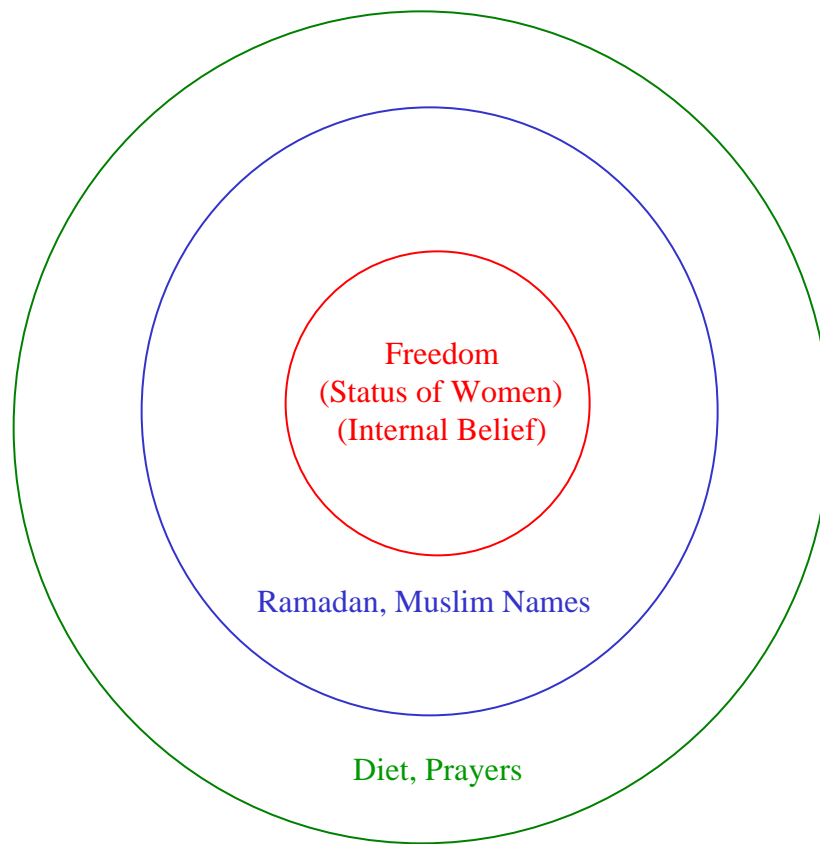 Freedom
(Status of Women)
(Internal Belief)
Ramadan, Muslim Names
Diet, Prayers